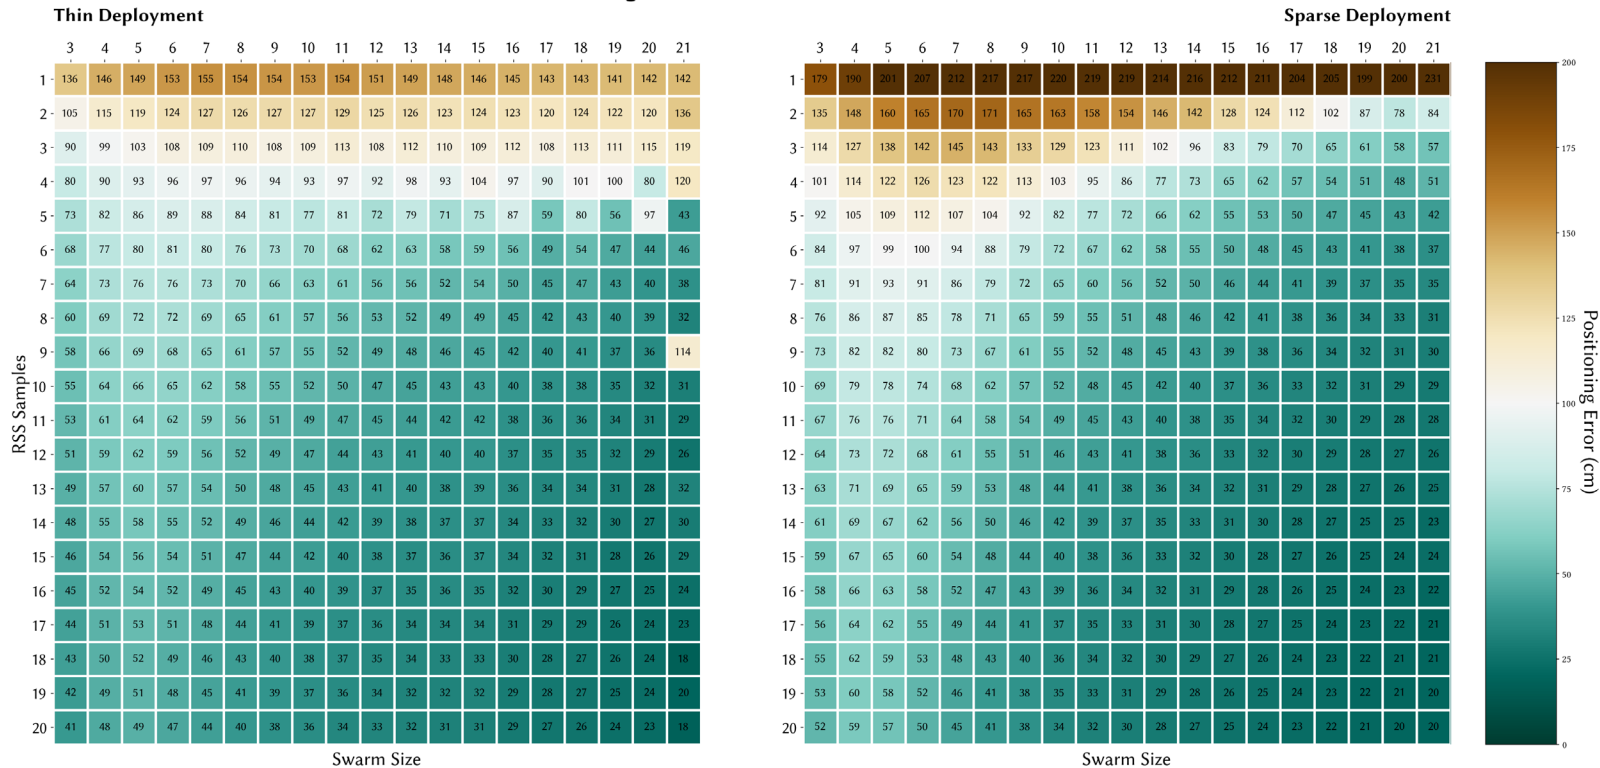 Thin Deployment
Sparse Deployment
3 4 5 6 7 8 9 10 11 12 13 14 15 16 17 18 19 20 21
1 136 146 149 153 155 154 154 153 154 151 149 148 146 145 143 143 141 142 142
2 105 115 119 124 127 126 127 129 125 126 123 124 123 120 124 122 120 136
3 90 99 103 108 109 110 108 109 113 108 112 110 109 112 108 113 111 115 119
4 80 90 93 96 97 96 94 93 97 92 98 93 104 97 90 101 100 80 120
5 73 82 86 89 88 84 81 77 81 72 79 71 75 87 59 80 56 97 43
6 68 77 80 81 80 76 73 70 68 62 63 58 59 56 49 54 47 44 46
7 64 73 76 76 73 70 66 63 61 56 56 52 54 50 45 47 43 40 38
8 60 69 72 72 69 65 61 57 56 53 52 49 49 45 42 43 40 39 32
9 58 66 69 68 65 61 57 55 52 49 48 46 45 42 40 41 37 36 114
10 55 64 66 65 62 58 55 52 50 47 45 43 43 40 38 38 35 32 31
11 53 61 64 62 59 56 51 49 47 45 44 42 42 38 36 36 34 31 29
12 51 59 62 59 56 52 49 47 44 43 41 40 40 37 35 35 32 29 26
13 49 57 60 57 54 50 48 45 43 41 40 38 39 36 34 34 31 28 32
14 48 55 58 55 52 49 46 44 42 39 38 37 37 34 33 32 30 27 30
15 46 54 56 54 51 47 44 42 40 38 37 36 37 34 32 31 28 26 29
16 45 52 54 52 49 45 43 40 39 37 36 35 35 32 30 29 27 25 24
17 44 51 53 51 48 44 41 39 37 36 34 34 34 31 29 29 26 24 23
18 43 50 52 49 46 43 40 38 37 35 34 33 33 30 28 27 26 24 18
19 42 49 51 48 45 41 39 37 36 34 32 32 32 29 28 27 25 24 20
20 41 48 49 47 44 40 38 36 34 33 32 31 31 29 27 26 24 23 18
RSS Samples
Swarm Size
3 4 5 6 7 8 9 10 11 12 13 14 15 16 17 18 19 20 21
1 179 190 201 207 212 217 217 220 219 219 214 216 212 211 204 205 199 200 231
2 135 148 160 165 170 171 165 163 158 154 146 142 128 124 112 102 87 78 84
3 114 127 138 142 145 143 133 129 123 111 102 96 83 79 70 65 61 58 57
4 101 114 122 126 123 122 113 103 95 86 77 73 65 62 57 54 51 48 51
5 92 105 109 112 107 104 92 82 77 72 66 62 55 53 50 47 45 43 42
6 84 97 99 100 94 88 79 72 67 62 58 55 50 48 45 43 41 38 37
7 81 91 93 91 86 79 72 65 60 56 52 50 46 44 41 39 37 35 35
8 76 86 87 85 78 71 65 59 55 51 48 46 42 41 38 36 34 33 31
9 73 82 82 80 73 67 61 55 52 48 45 43 39 38 36 34 32 31 30
10 69 79 78 74 68 62 57 52 48 45 42 40 37 36 33 32 31 29 29
11 67 76 76 71 64 58 54 49 45 43 40 38 35 34 32 30 29 28 28
12 64 73 72 68 61 55 51 46 43 41 38 36 33 32 30 29 28 27 26
13 63 71 69 65 59 53 48 44 41 38 36 34 32 31 29 28 27 26 25
14 61 69 67 62 56 50 46 42 39 37 35 33 31 30 28 27 25 25 23
15 59 67 65 60 54 48 44 40 38 36 33 32 30 28 27 26 25 24 24
16 58 66 63 58 52 47 43 39 36 34 32 31 29 28 26 25 24 23 22
17 56 64 62 55 49 44 41 37 35 33 31 30 28 27 25 24 23 22 21
18 55 62 59 53 48 43 40 36 34 32 30 29 27 26 24 23 22 21 21
19 53 60 58 52 46 41 38 35 33 31 29 28 26 25 24 23 22 21 20
20 52 59 57 50 45 41 38 34 32 30 28 27 25 24 23 22 21 20 20
Swarm Size
200
175
150
125
100
75
50
25
0
Positioning Error (cm)